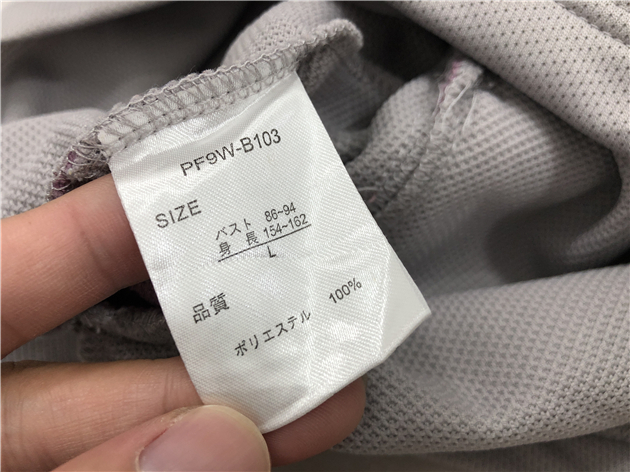 PF9W-B103
SIZE
バスト 86~94
身 長 154~162
L
品質
ポリエステル 100%